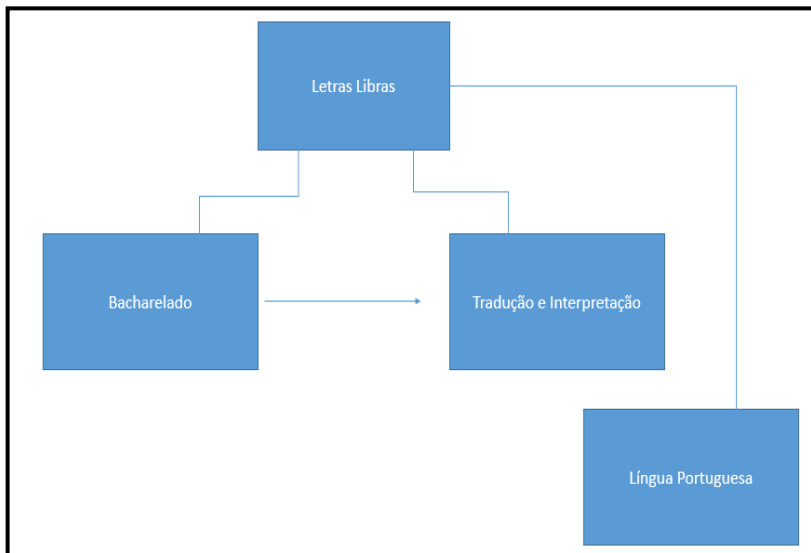 Letras Libras
Bacharelado
Tradução e Interpretação
Língua Portuguesa